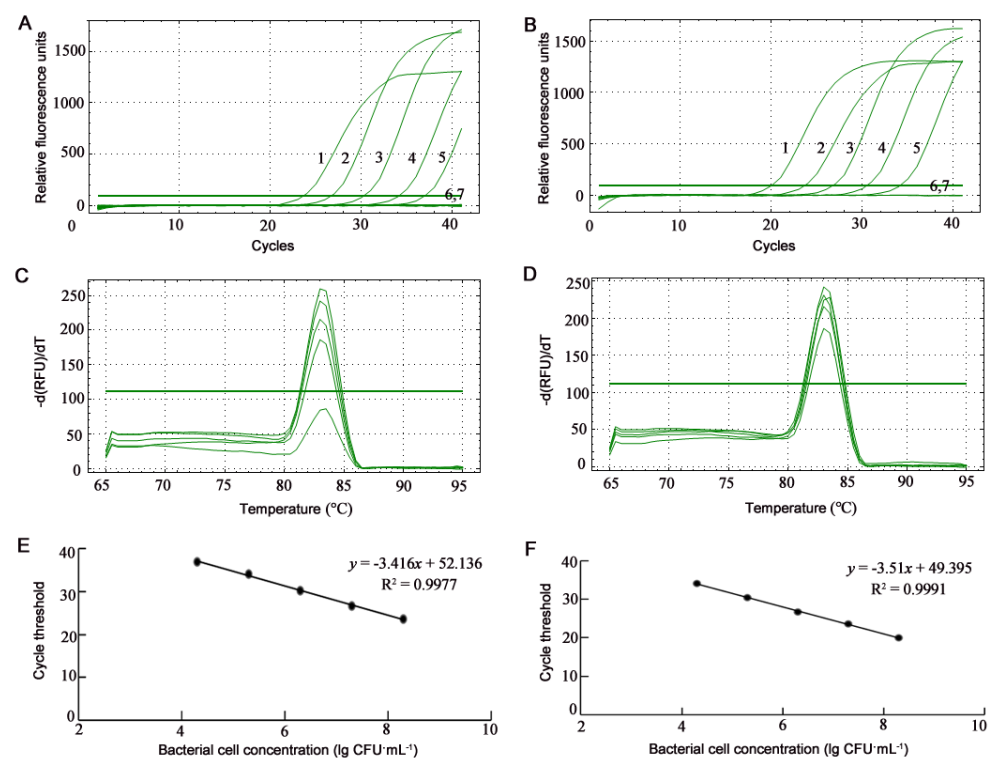 A
Relative fluorescence units
1500
1000
500
0
1 2 3 4 5
6,7
0 10 20 30 40
Cycles
B
Relative fluorescence units
1500
1000
500
0
1 2 3 4 5
6,7
0 10 20 30 40
Cycles
C
-d(RFU)/dT
250
200
150
100
50
0
65 70 75 80 85 90 95
Temperature (℃)
D
-d(RFU)/dT
250
200
150
100
50
0
65 70 75 80 85 90 95
Temperature (℃)
E
Cycle threshold
40
30
20
10
0
y = -3.416x + 52.136
R² = 0.9977
2 4 6 8 10
Bacterial cell concentration (lg CFU·mL⁻¹)
F
Cycle threshold
40
30
20
10
0
y = -3.51x + 49.395
R² = 0.9991
2 4 6 8 10
Bacterial cell concentration (lg CFU·mL⁻¹)